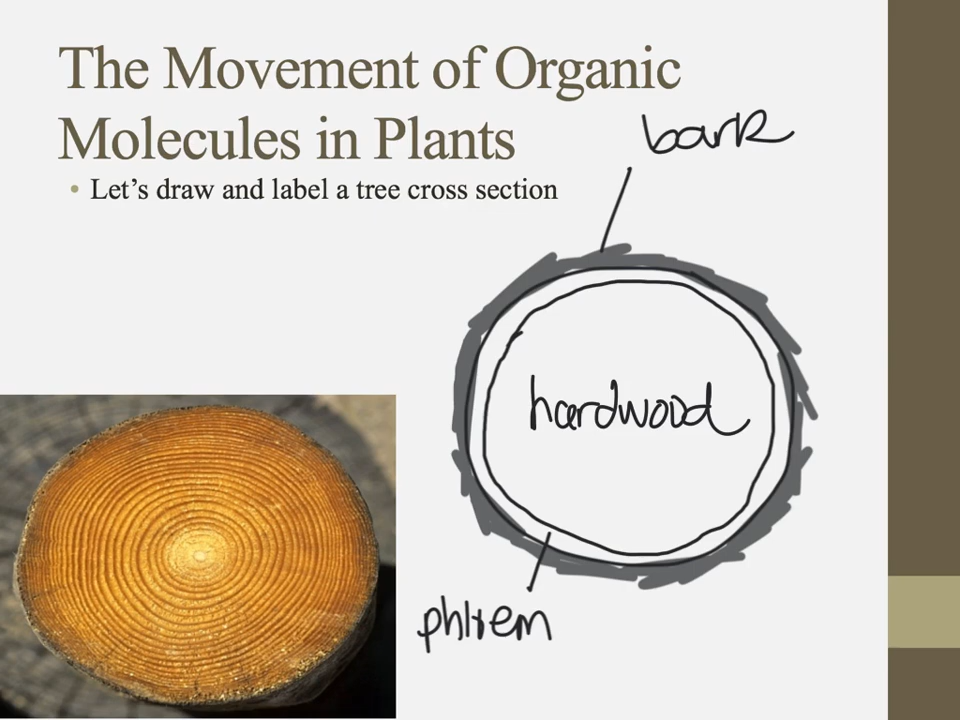 The Movement of Organic
Molecules in Plants
• Let's draw and label a tree cross section
bark
hardwood
phloem